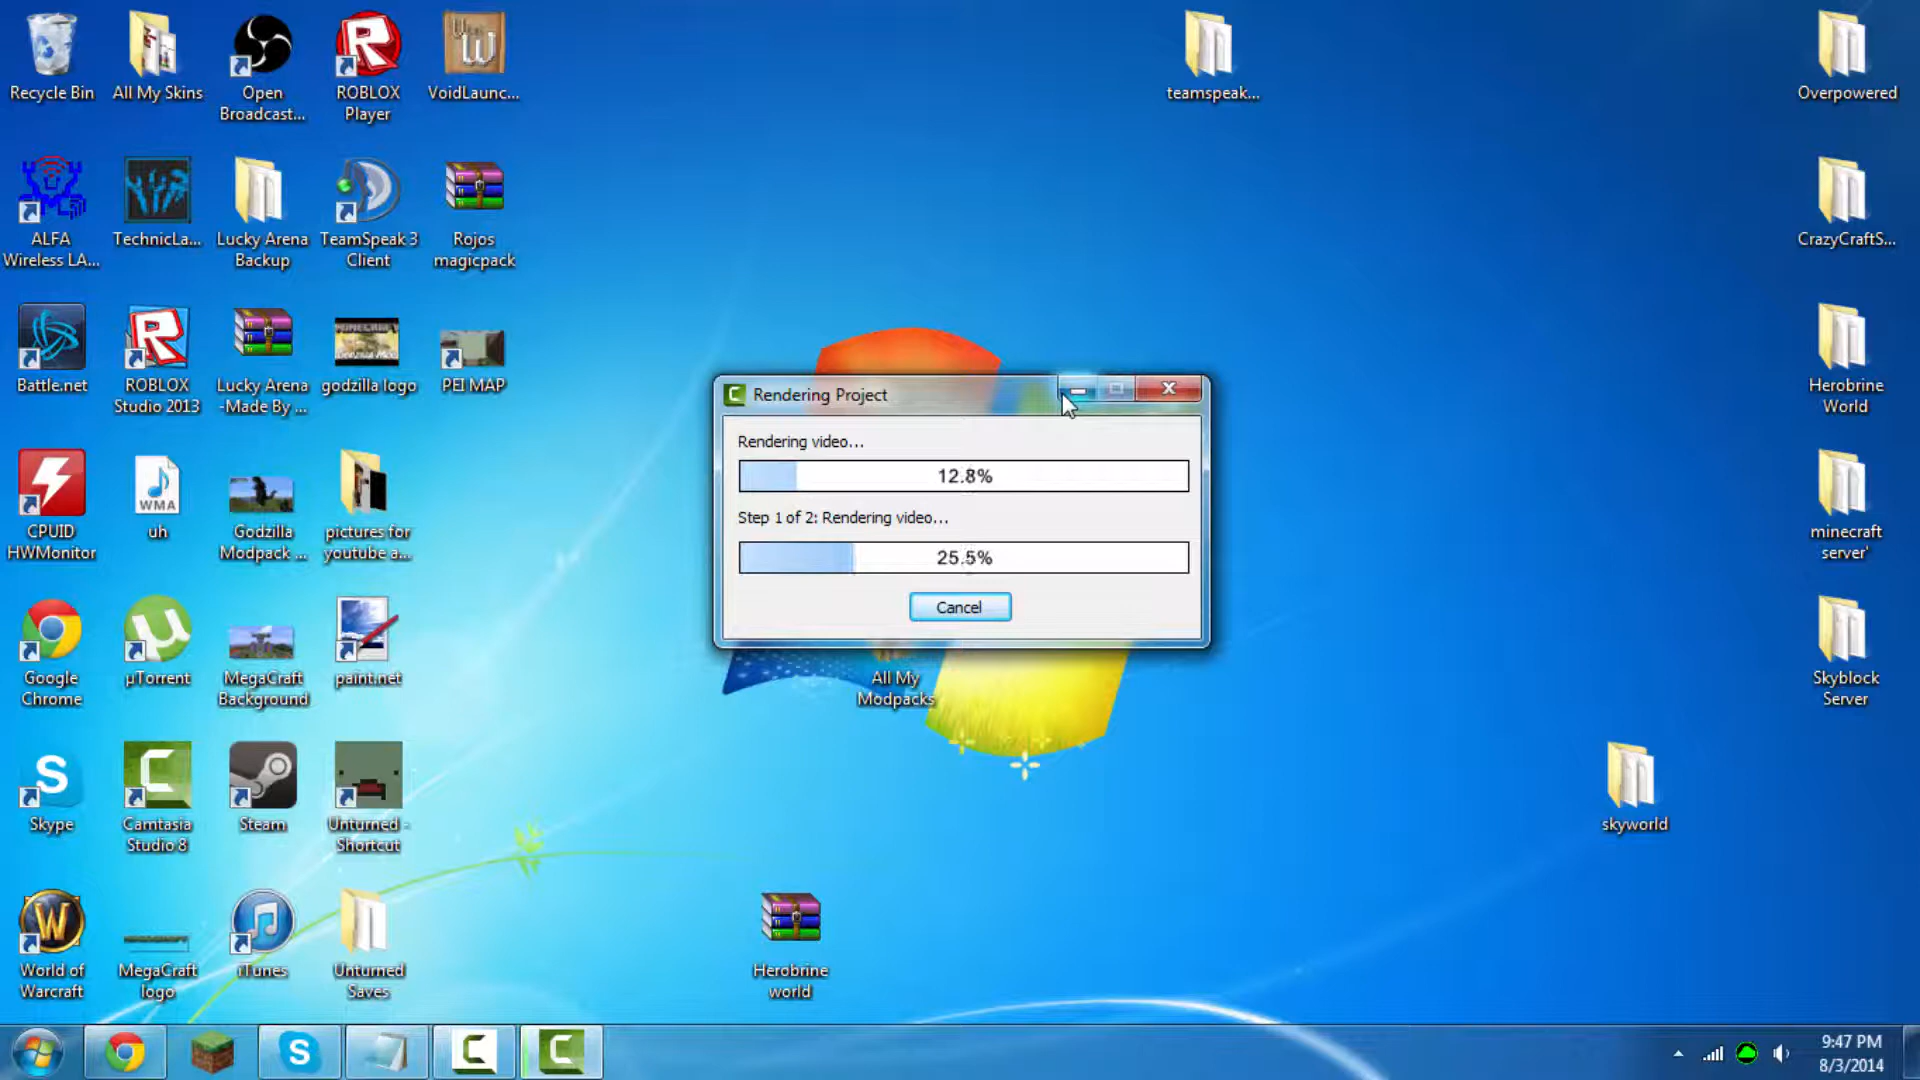 Recycle Bin
All My Skins
Open
Broadcast...
ROBLOX
Player
VoidLaunc...
teamspeak...
Overpowered
ALFA
Wireless LA...
TechnicLa...
Lucky Arena
Backup
TeamSpeak 3
Client
Rojos
magicpack
CrazyCraftS...
Battle.net
ROBLOX
Studio 2013
Lucky Arena
-Made By ...
godzilla logo
PEI MAP
Herobrine
World
Rendering Project
Rendering video...
12.8%
Step 1 of 2: Rendering video...
25.5%
Cancel
CPUID
HWMonitor
WMA
uh
Godzilla
Modpack ...
pictures for
youtube a...
minecraft
server'
Google
Chrome
µTorrent
MegaCraft
Background
paint.net
All My
Modpacks
Skyblock
Server
Skype
Camtasia
Studio 8
Steam
Unturned -
Shortcut
skyworld
World of
Warcraft
MegaCraft
logo
iTunes
Unturned
Saves
Herobrine
world
9:47 PM
8/3/2014